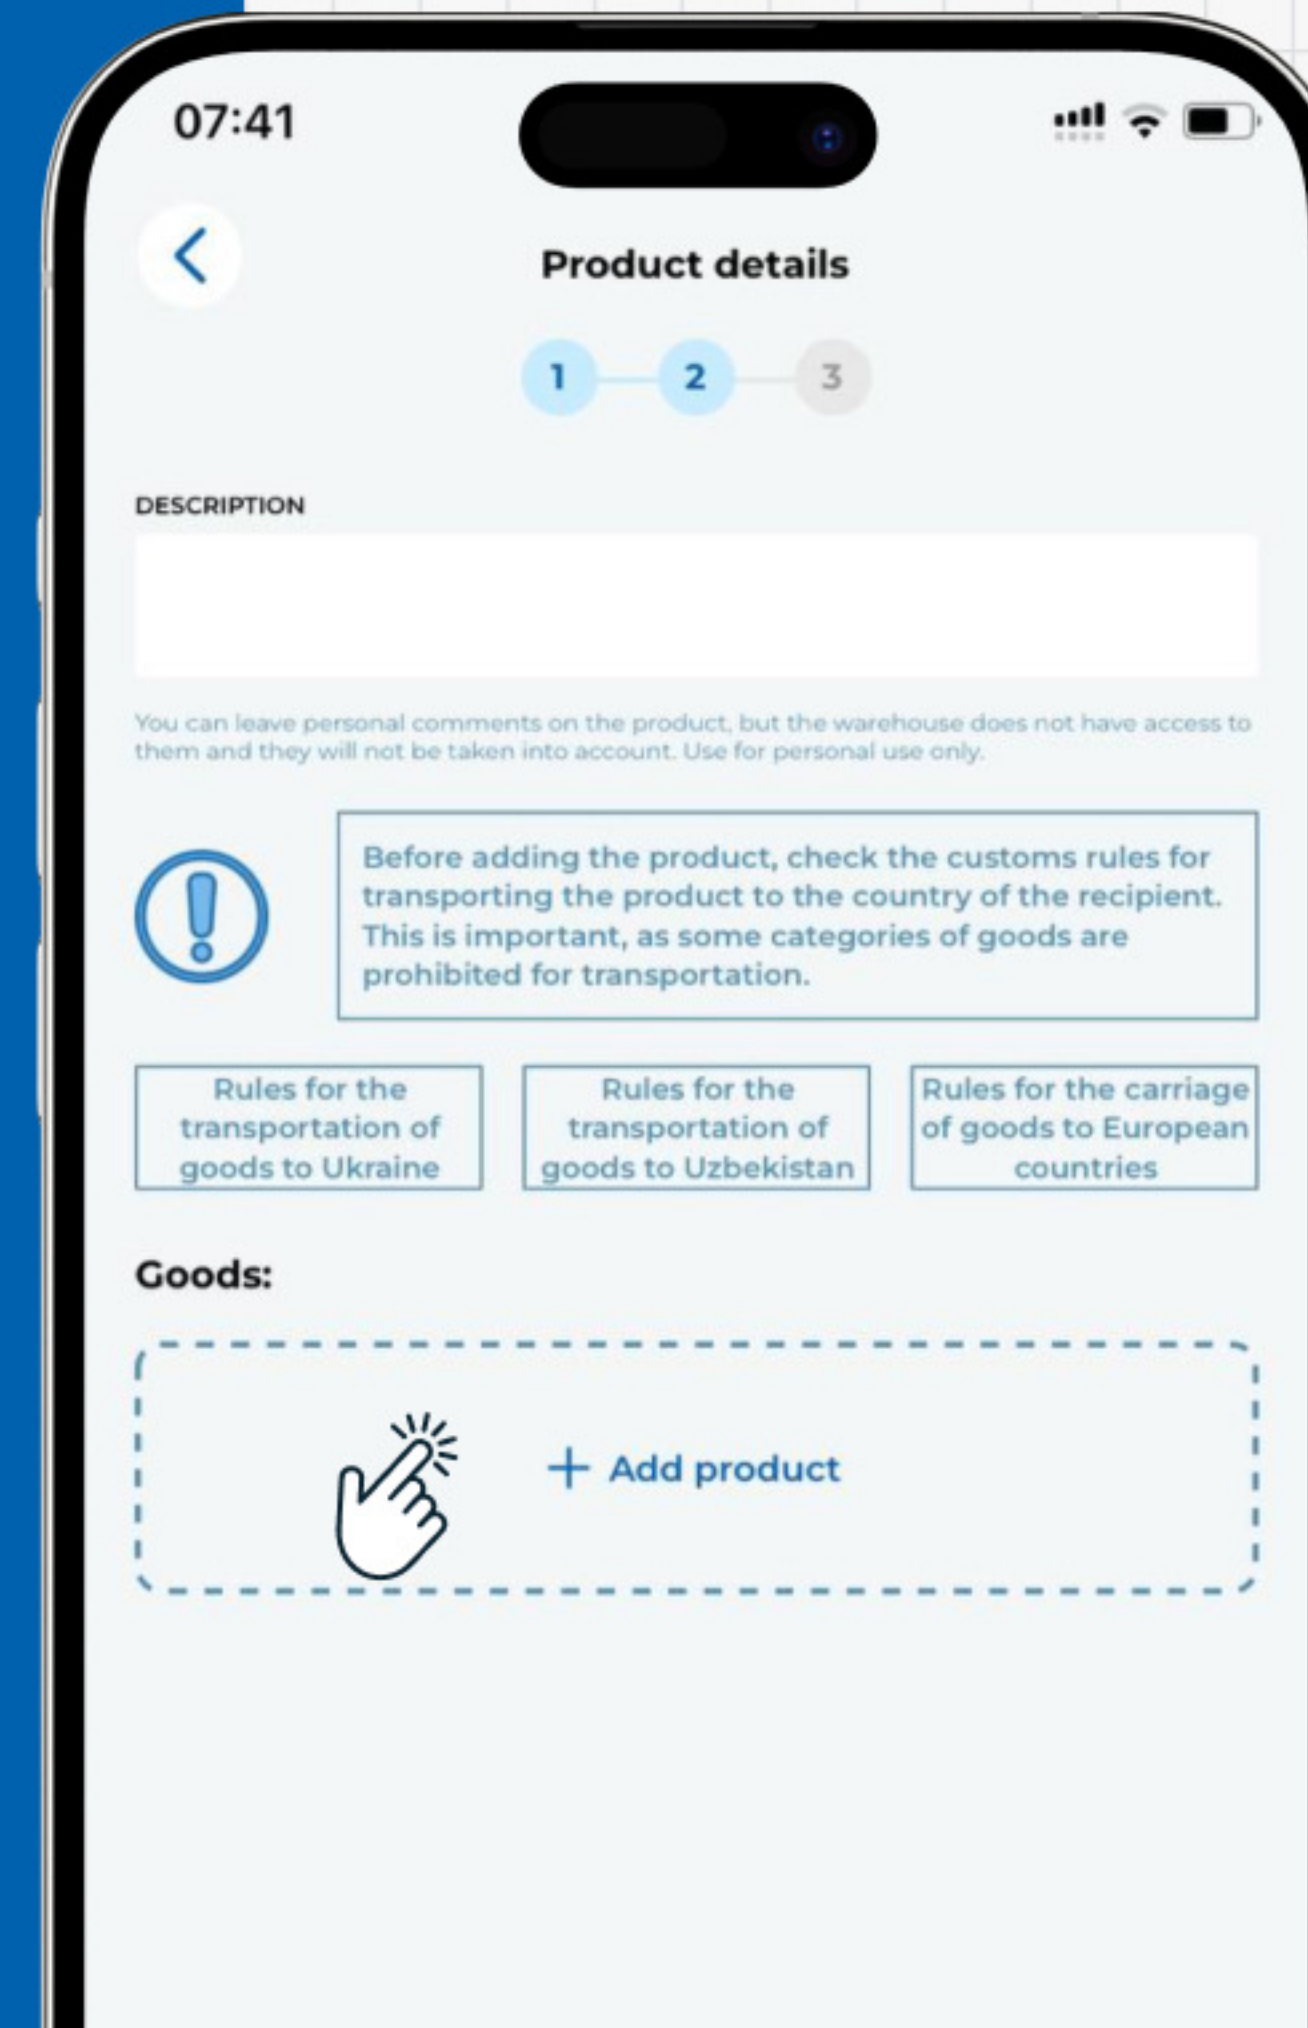 07:41
Product details
1 2 3
DESCRIPTION
You can leave personal comments on the product, but the warehouse does not have access to
them and they will not be taken into account. Use for personal use only.
Before adding the product, check the customs rules for
transporting the product to the country of the recipient.
This is important, as some categories of goods are
prohibited for transportation.
Rules for the
transportation of
goods to Ukraine
Rules for the
transportation of
goods to Uzbekistan
Rules for the carriage
of goods to European
countries
Goods:
+ Add product